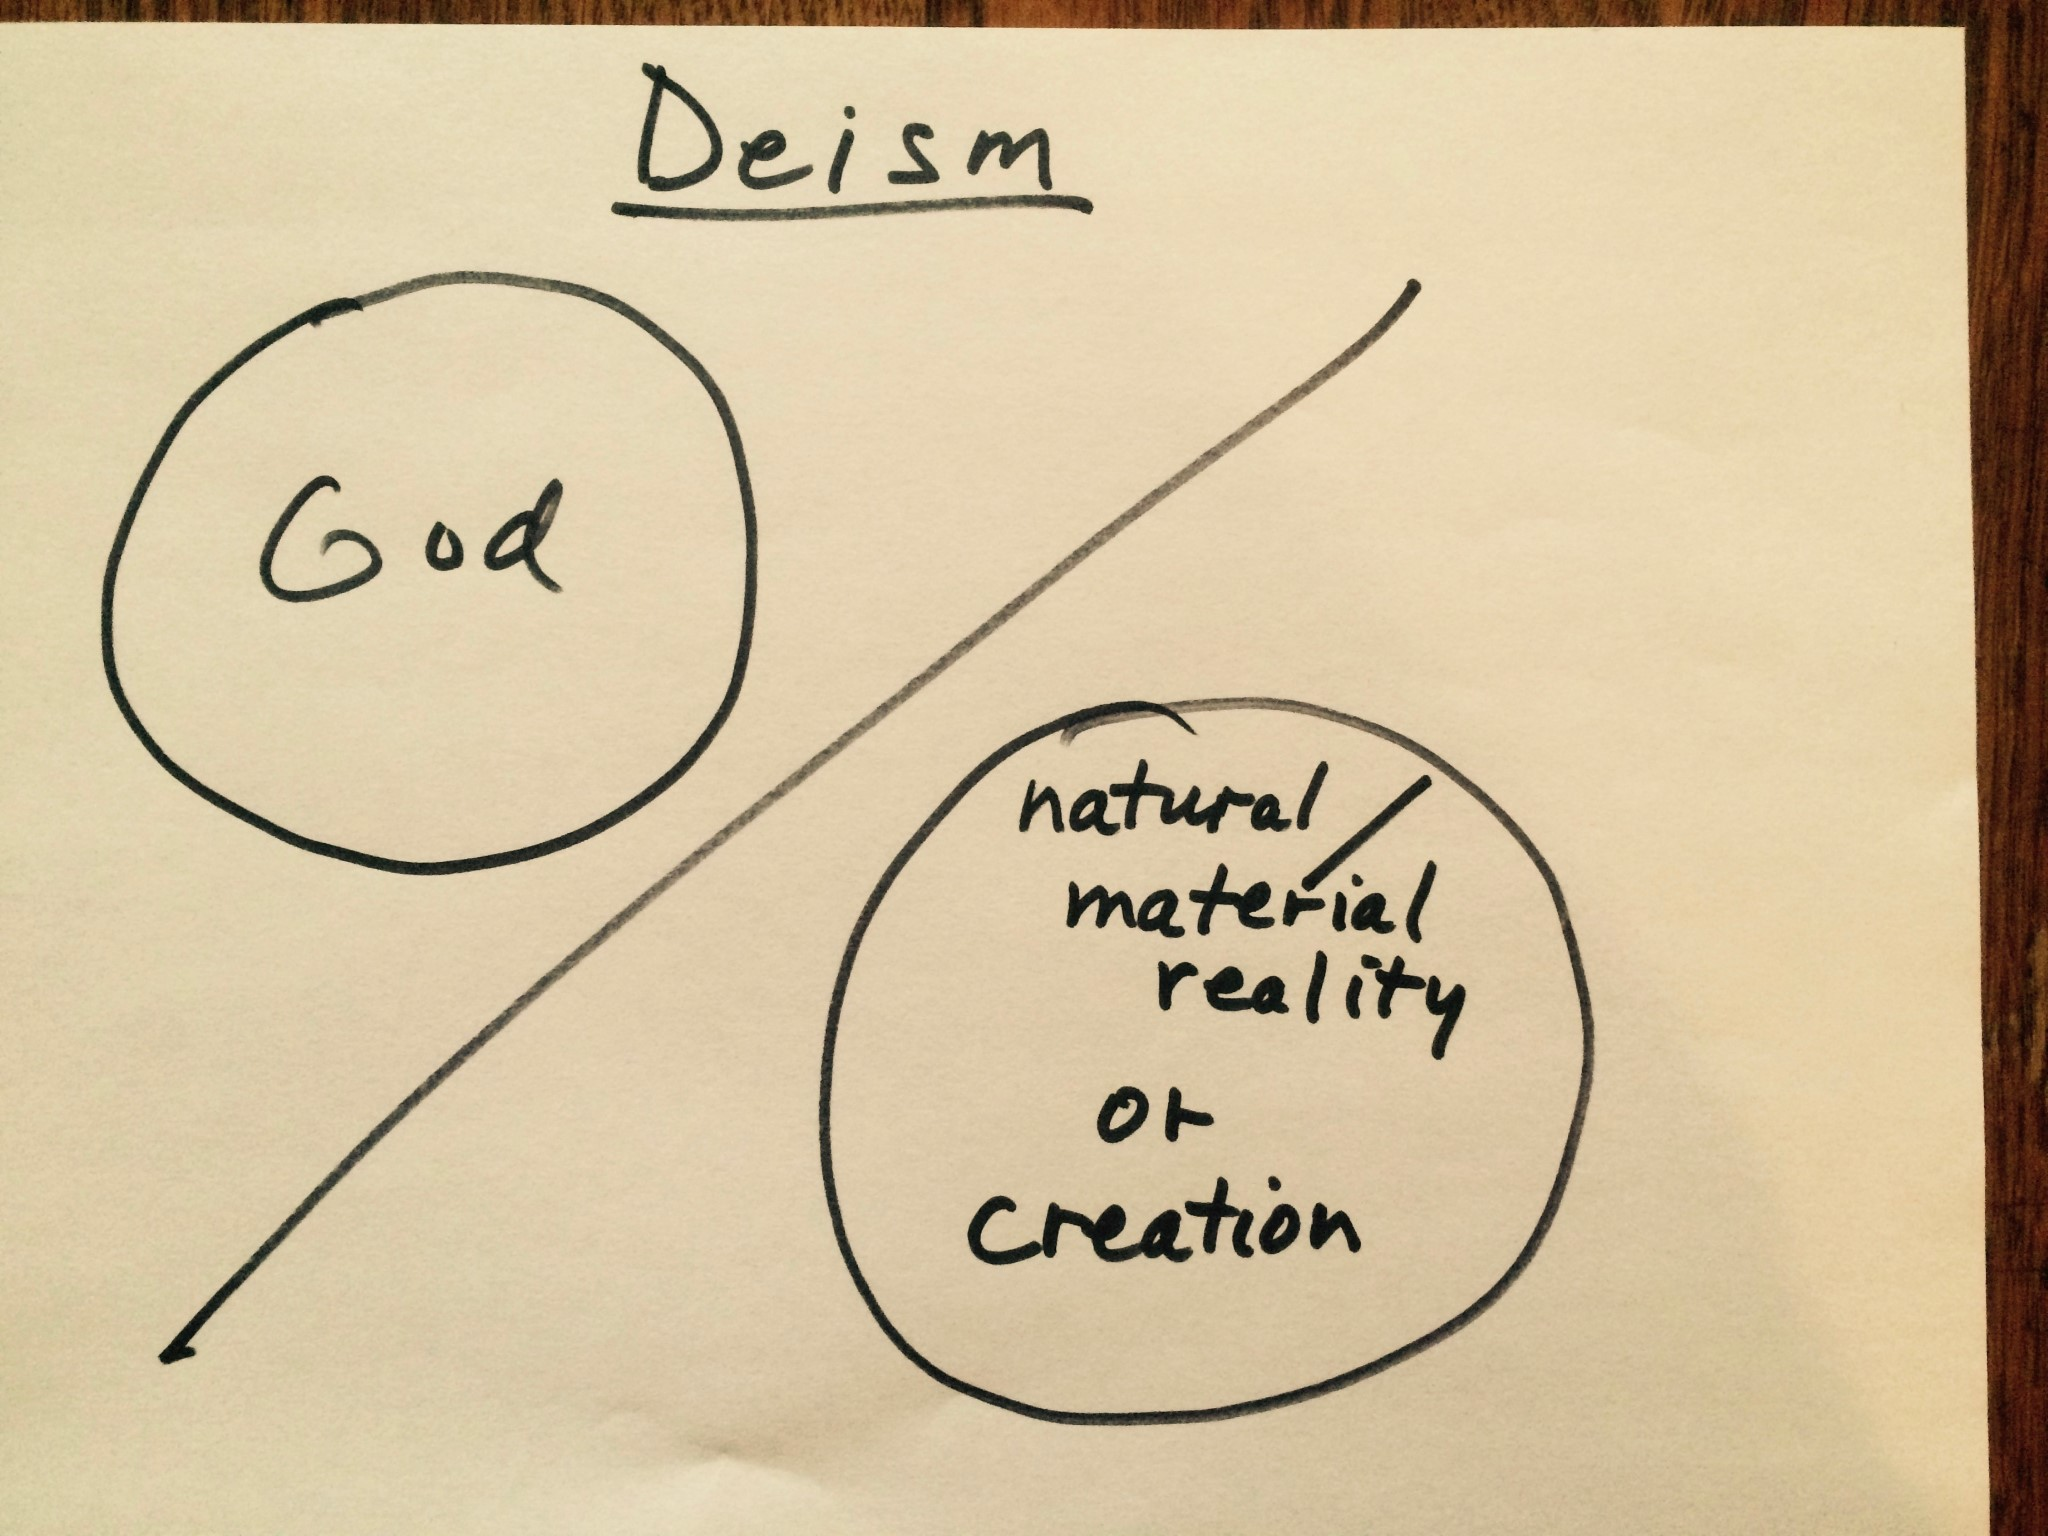 Deism
God
natural/
material
reality
or
creation